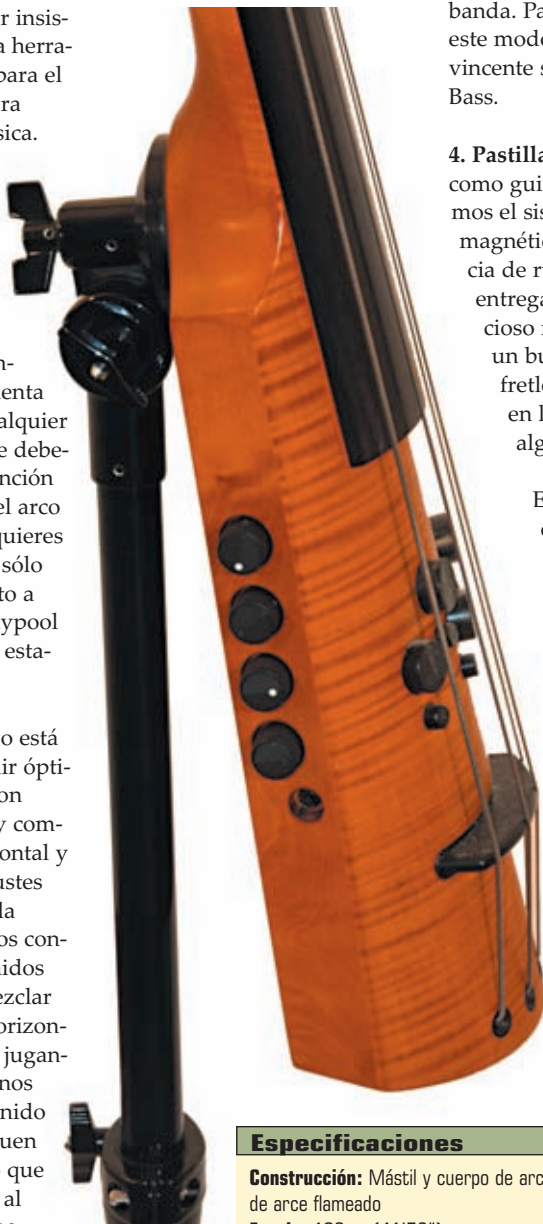 r insis-
a herra-
para el
ra
sica.
n-
enta
alquier
e debe-
nción
el arco
quieres
sólo
to a
ypool
esta-
o está
ir ópti-
on
y com-
ontal y
ustes
la
os con-
nidos
ezclar
orizon-
jugan-
nos
nido
uen
que
al
banda. Pa
este mode
vincente s
Bass.
4. Pastilla
como guit
mos el sis
magnétic
cia de r
entrega
cioso
un bu
fretle
en l
alg
E
Especificaciones
Construcción: Mástil y cuerpo de arc
de arce flameado